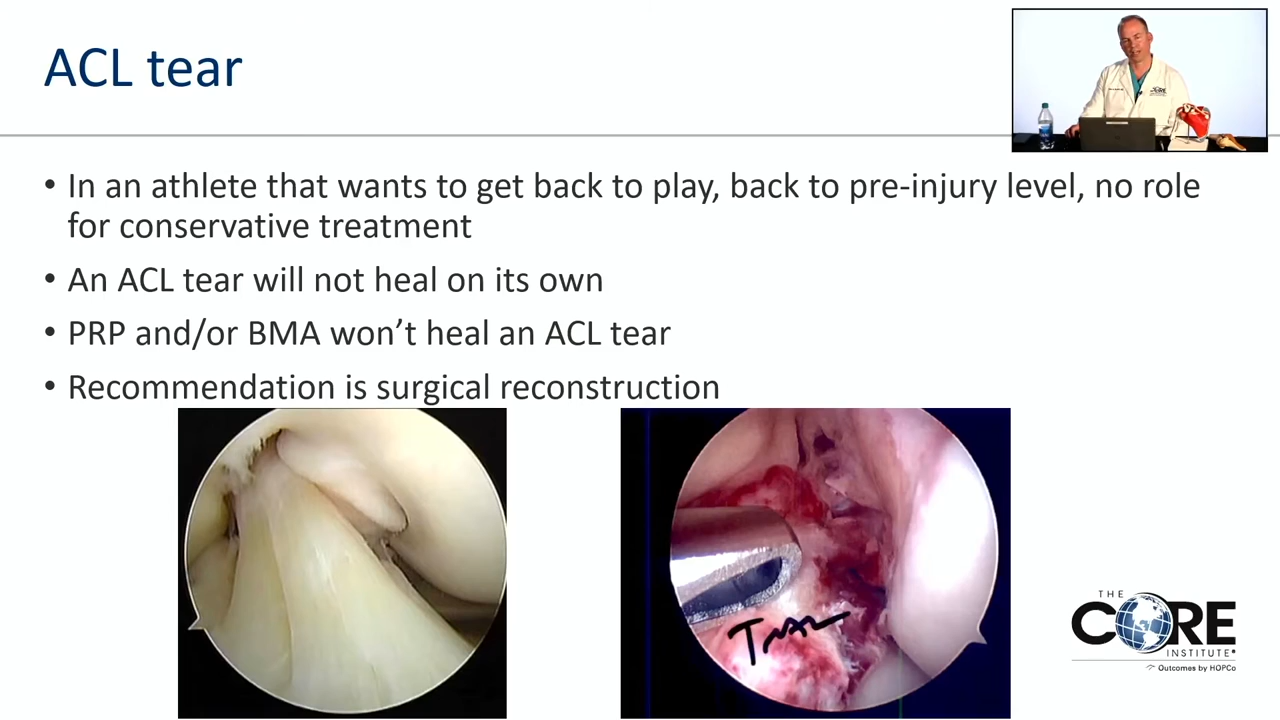 ACL tear
• In an athlete that wants to get back to play, back to pre-injury level, no role
for conservative treatment
• An ACL tear will not heal on its own
• PRP and/or BMA won’t heal an ACL tear
• Recommendation is surgical reconstruction
THE
CORE
INSTITUTE®
Outcomes by HOPCo